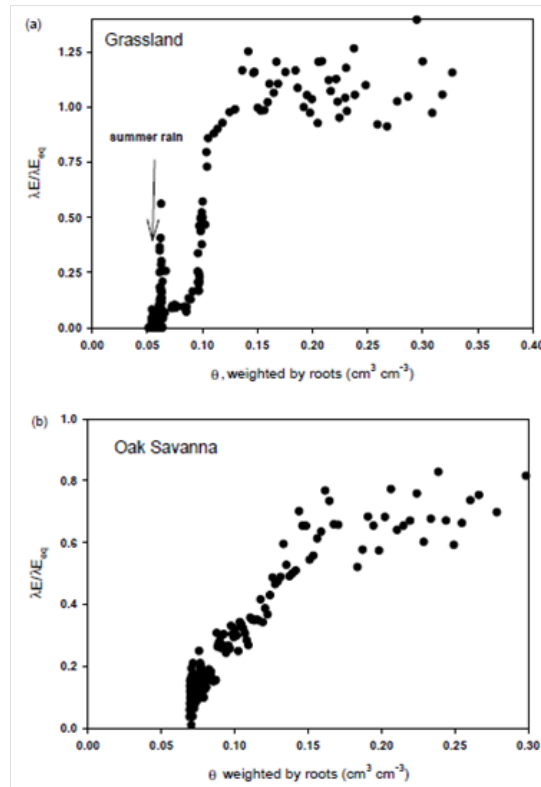 (a)
Grassland
summer rain
λE/λE_eq
1.25
1.00
0.75
0.50
0.25
0.00
0.00 0.05 0.10 0.15 0.20 0.25 0.30 0.35 0.40
θ, weighted by roots (cm³ cm⁻³)
(b)
Oak Savanna
λE/λE_eq
1.0
0.8
0.6
0.4
0.2
0.0
0.00 0.05 0.10 0.15 0.20 0.25 0.30
θ weighted by roots (cm³ cm⁻³)